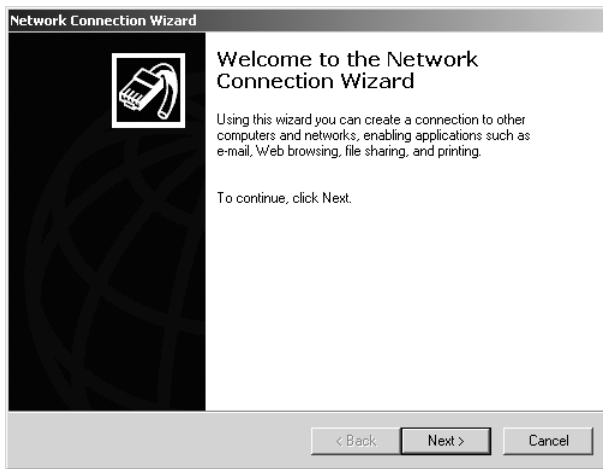 Network Connection Wizard
Welcome to the Network
Connection Wizard
Using this wizard you can create a connection to other
computers and networks, enabling applications such as
e-mail, Web browsing, file sharing, and printing.
To continue, click Next.
< Back Next > Cancel